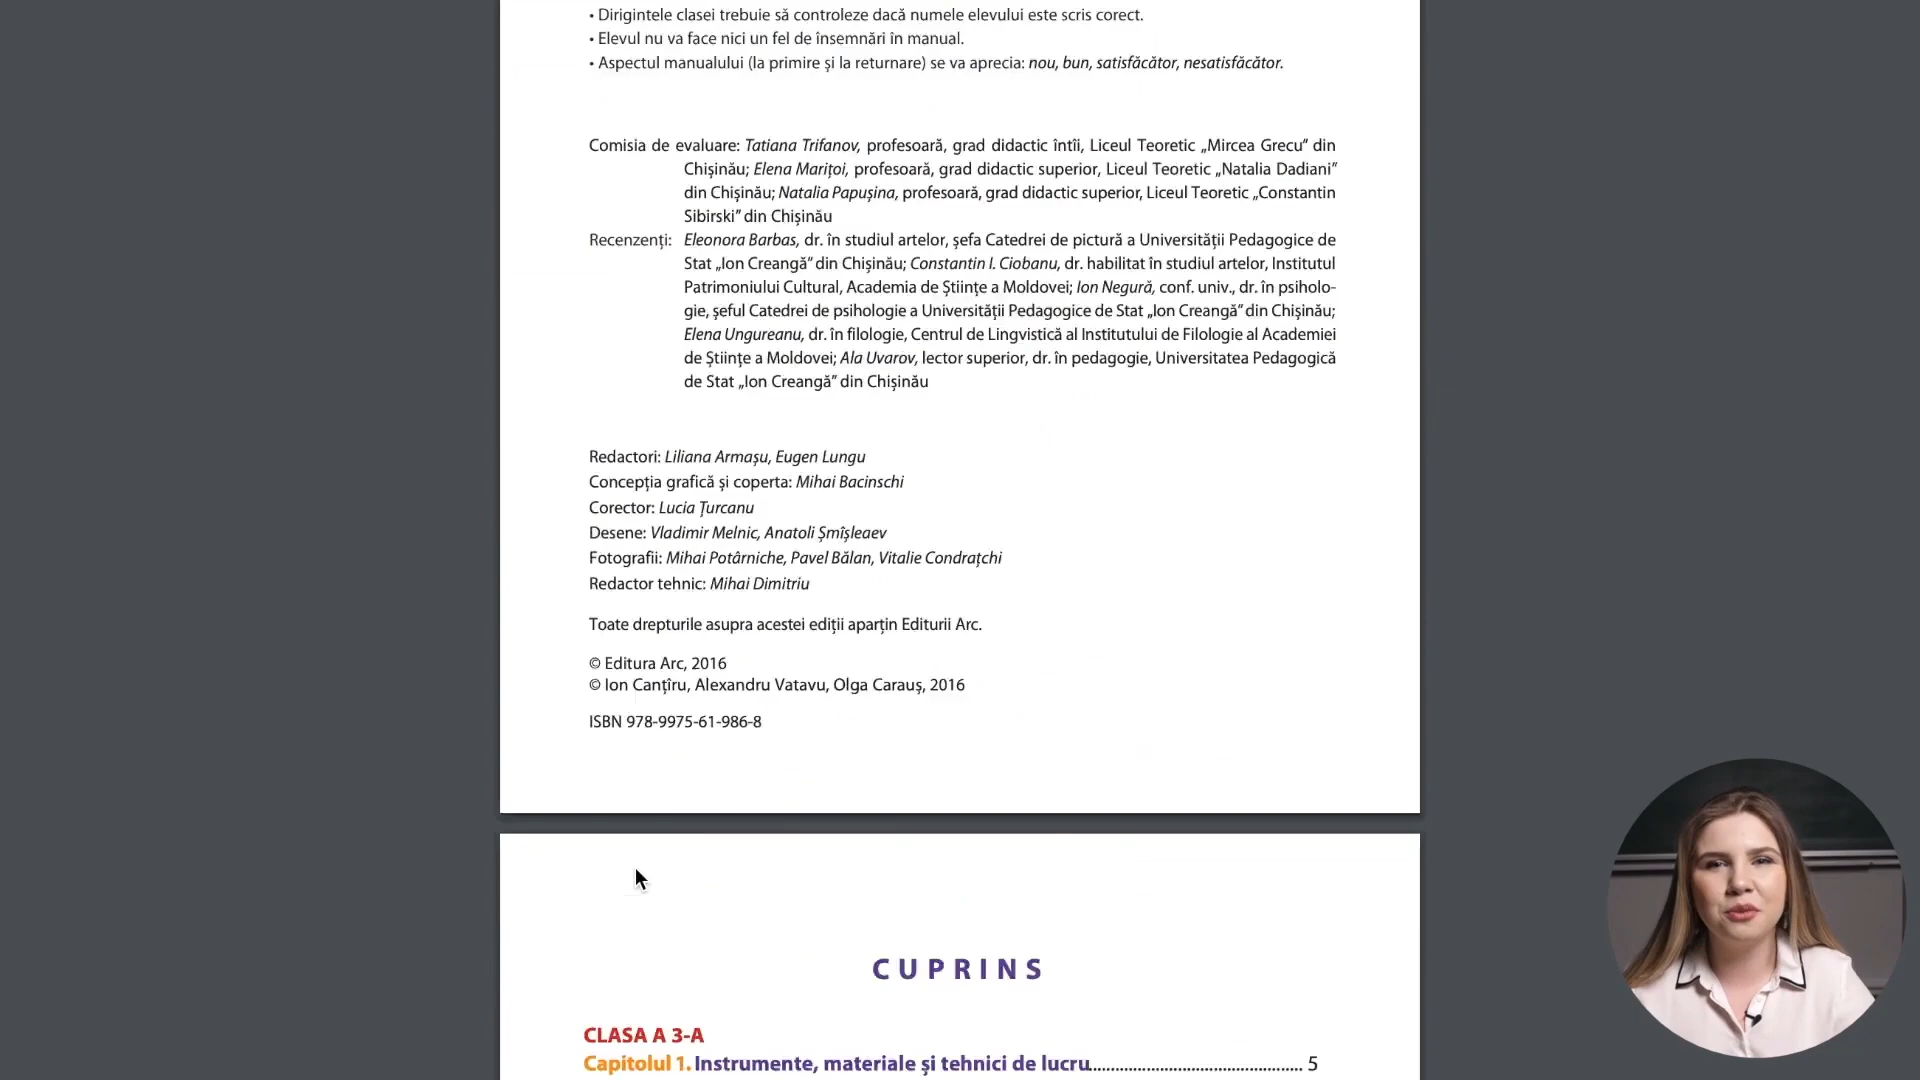 • Dirigintele clasei trebuie să controleze dacă numele elevului este scris corect.
• Elevul nu va face nici un fel de însemnări în manual.
• Aspectul manualului (la primire și la returnare) se va aprecia: nou, bun, satisfăcător, nesatisfăcător.
Comisia de evaluare: Tatiana Trifanov, profesoară, grad didactic întîi, Liceul Teoretic „Mircea Grecu” din
Chișinău; Elena Marițoi, profesoară, grad didactic superior, Liceul Teoretic „Natalia Dadiani”
din Chișinău; Natalia Papușina, profesoară, grad didactic superior, Liceul Teoretic „Constantin
Sibirski” din Chișinău
Recenzenți: Eleonora Barbas, dr. în studiul artelor, șefa Catedrei de pictură a Universității Pedagogice de
Stat „Ion Creangă” din Chișinău; Constantin I. Ciobanu, dr. habilitat în studiul artelor, Institutul
Patrimoniului Cultural, Academia de Științe a Moldovei; Ion Negură, conf. univ., dr. în psiholo-
gie, șeful Catedrei de psihologie a Universității Pedagogice de Stat „Ion Creangă” din Chișinău;
Elena Ungureanu, dr. în filologie, Centrul de Lingvistică al Institutului de Filologie al Academiei
de Științe a Moldovei; Ala Uvarov, lector superior, dr. în pedagogie, Universitatea Pedagogică
de Stat „Ion Creangă” din Chișinău
Redactori: Liliana Armașu, Eugen Lungu
Concepția grafică și coperta: Mihai Bacinschi
Corector: Lucia Țurcanu
Desene: Vladimir Melnic, Anatoli Șmîșleaev
Fotografii: Mihai Potârniche, Pavel Bălan, Vitalie Condrațchi
Redactor tehnic: Mihai Dimitriu
Toate drepturile asupra acestei ediții aparțin Editurii Arc.
© Editura Arc, 2016
© Ion Canțîru, Alexandru Vatavu, Olga Carauș, 2016
ISBN 978-9975-61-986-8
CUPRINS
CLASA A 3-A
Capitolul 1. Instrumente, materiale și tehnici de lucru.............................................. 5